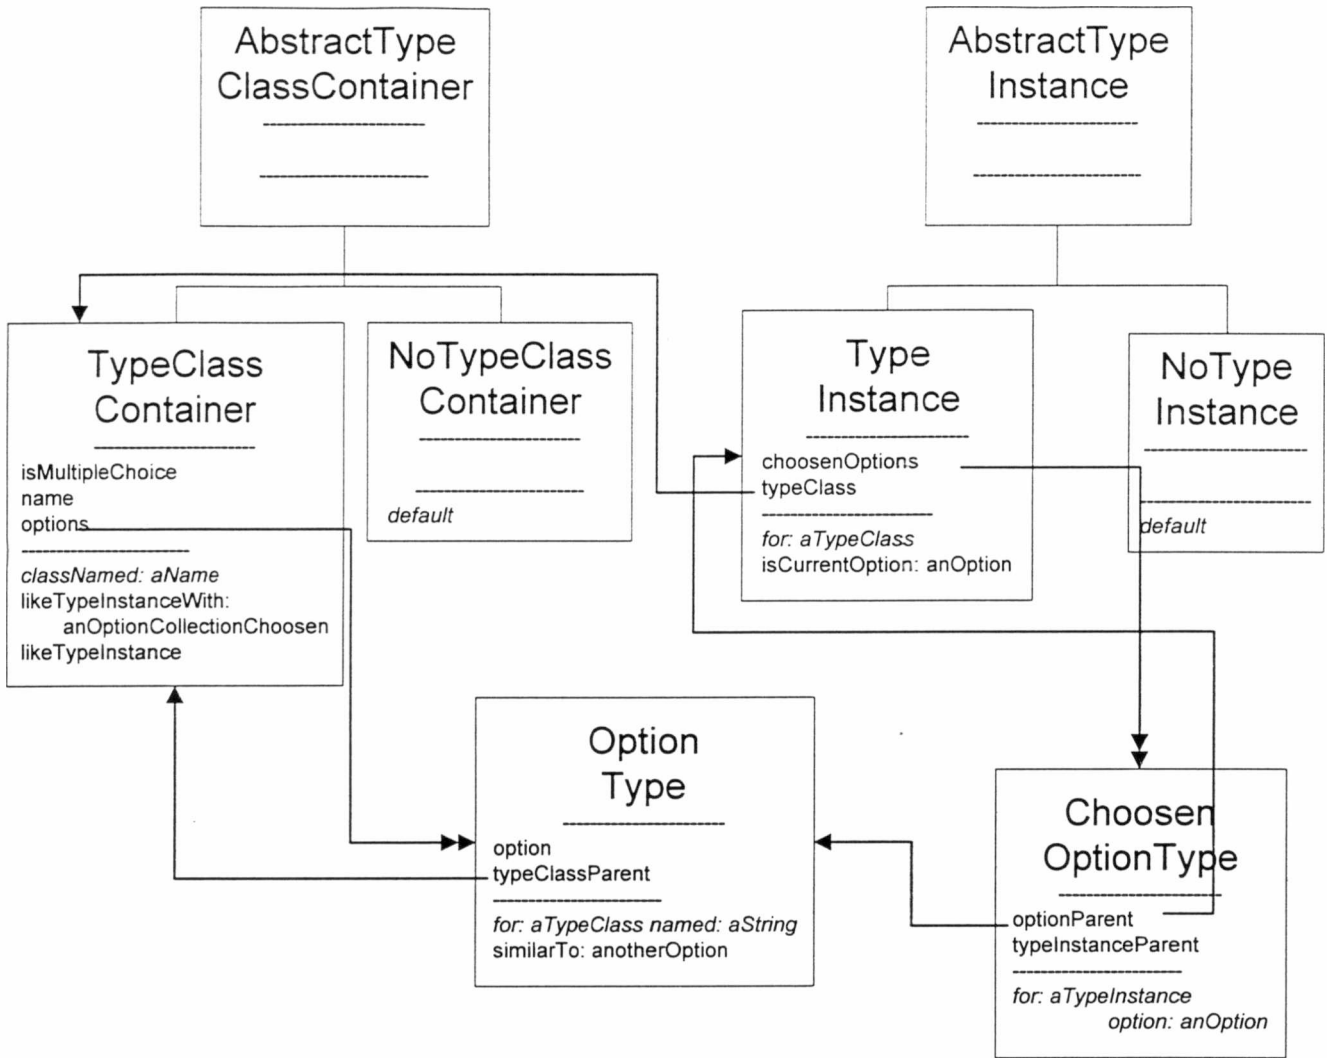 AbstractType
ClassContainer
AbstractType
Instance
TypeClass
Container
isMultipleChoice
name
options
classNamed: aName
likeTypeInstanceWith:
anOptionCollectionChoosen
likeTypeInstance
NoTypeClass
Container
default
Type
Instance
choosenOptions
typeClass
for: aTypeClass
isCurrentOption: anOption
NoType
Instance
default
Option
Type
option
typeClassParent
for: aTypeClass named: aString
similarTo: anotherOption
Choosen
OptionType
optionParent
typeInstanceParent
for: aTypeInstance
option: anOption